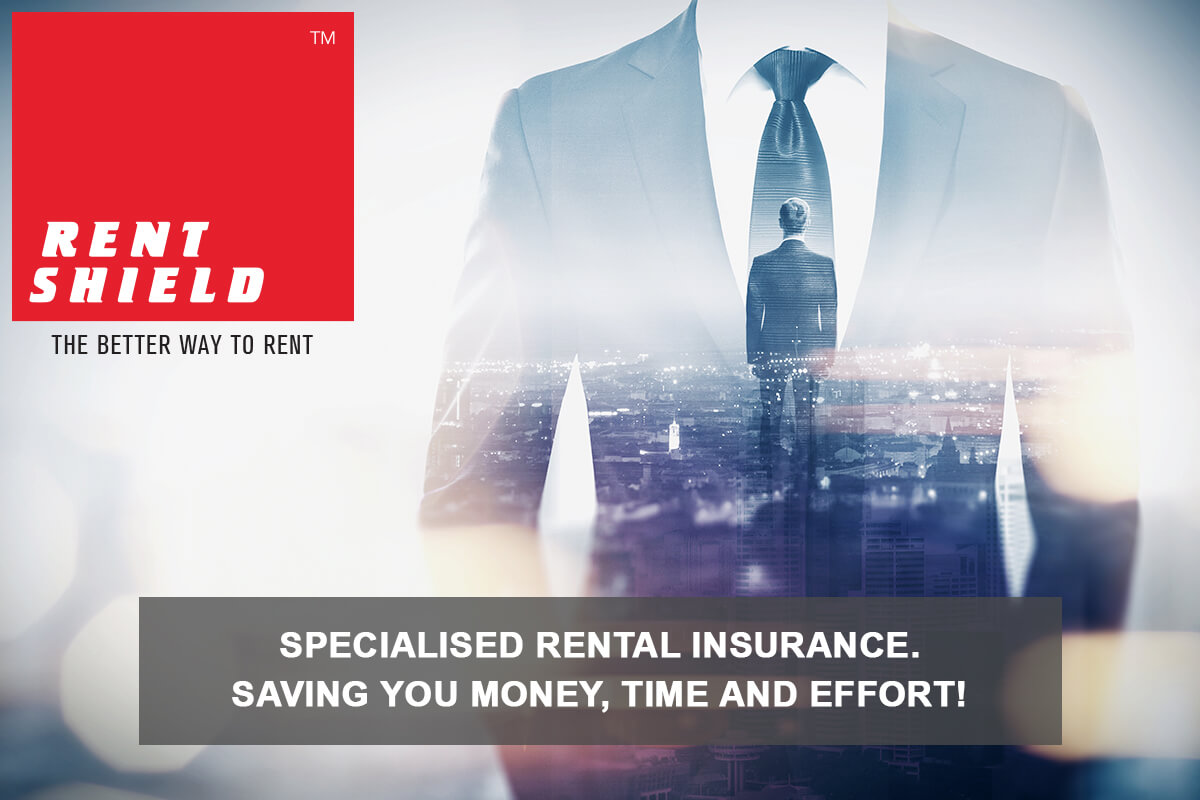 TM
RENT
SHIELD
THE BETTER WAY TO RENT
SPECIALISED RENTAL INSURANCE.
SAVING YOU MONEY, TIME AND EFFORT!